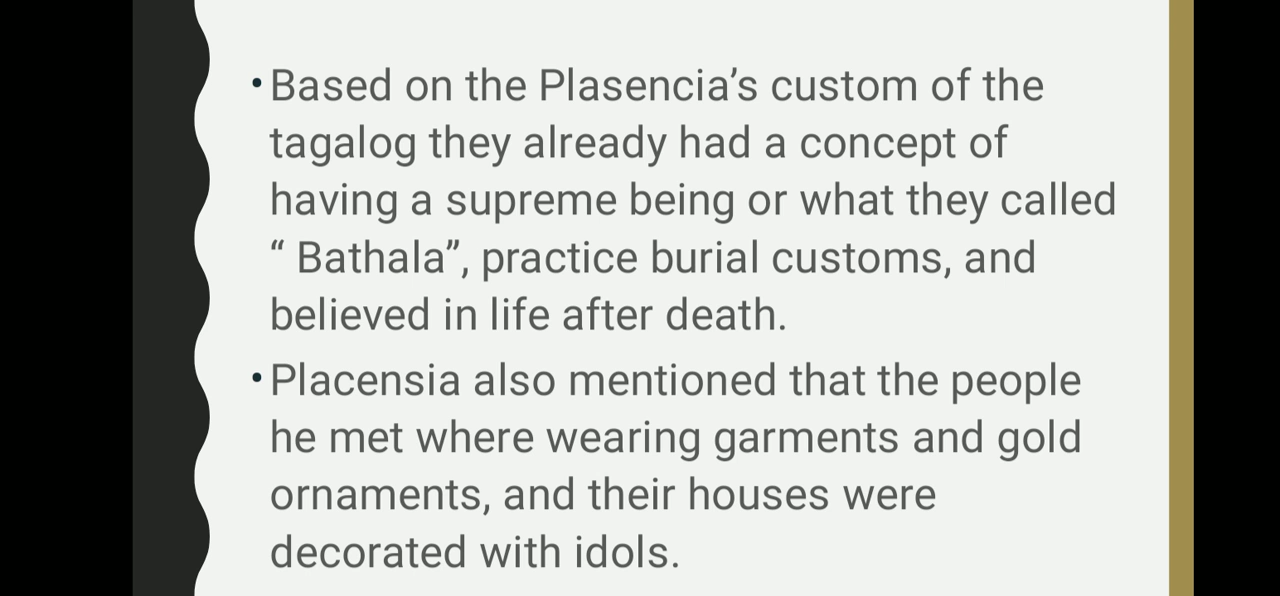 •Based on the Plasencia’s custom of the
tagalog they already had a concept of
having a supreme being or what they called
“ Bathala”, practice burial customs, and
believed in life after death.
•Placensia also mentioned that the people
he met where wearing garments and gold
ornaments, and their houses were
decorated with idols.